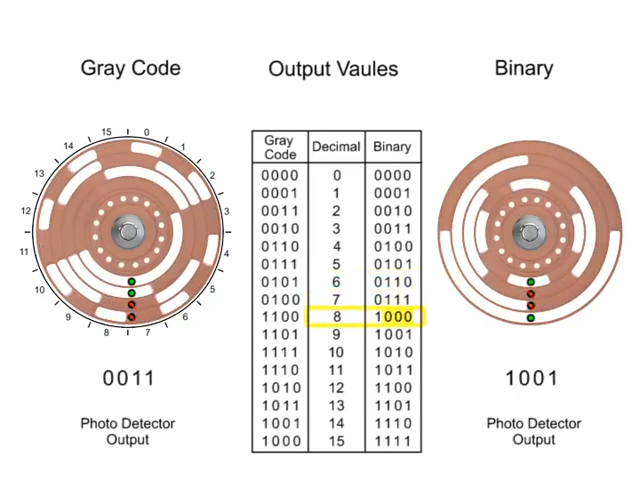 Gray Code
Output Vaules
Binary
15 0
14 1
13 2
12 3
11 4
10 5
9 6
8 7
Gray Code Decimal Binary
0000 0 0000
0001 1 0001
0011 2 0010
0010 3 0011
0110 4 0100
0111 5 0101
0101 6 0110
0100 7 0111
1100 8 1000
1101 9 1001
1111 10 1010
1110 11 1011
1010 12 1100
1011 13 1101
1001 14 1110
1000 15 1111
0011
1001
Photo Detector
Output
Photo Detector
Output